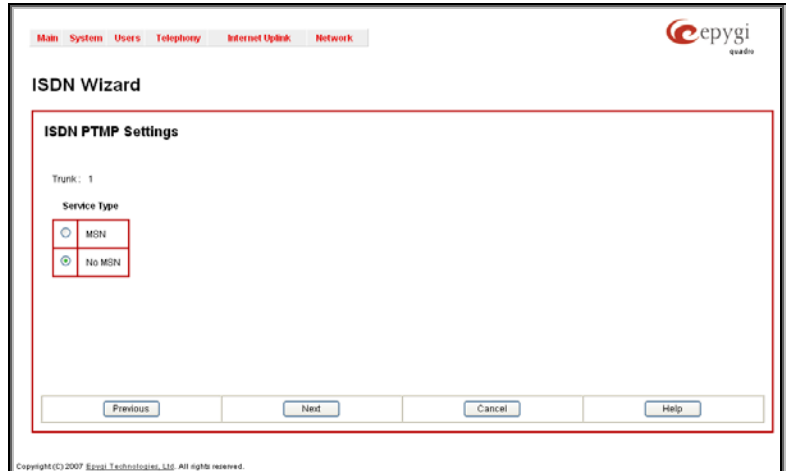 Main System Users Telephony Internet Uplink Network
epygi
quadro
ISDN Wizard
ISDN PTMP Settings
Trunk: 1
Service Type
MSN
No MSN
Previous Next Cancel Help
Copyright (C) 2007 Epygi Technologies, Ltd. All rights reserved.